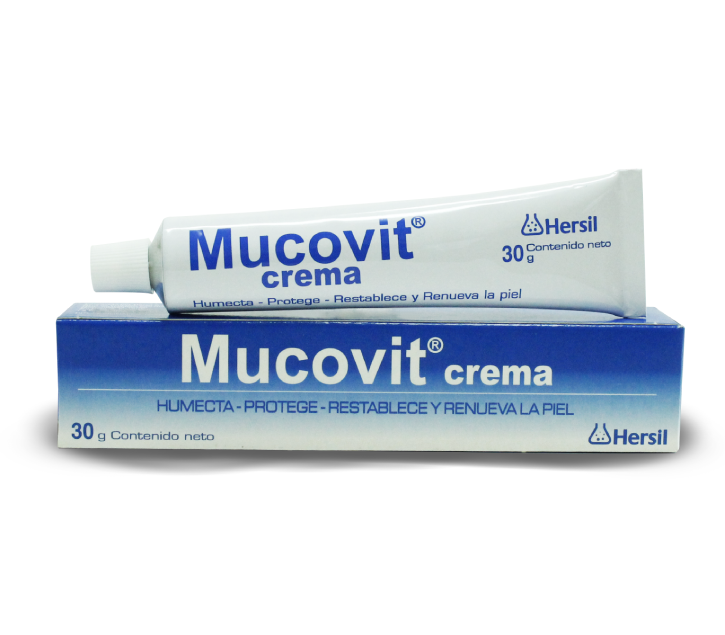 Mucovit®
crema
Humecta - Protege - Restablece y Renueva la piel
Hersil
30 g Contenido neto
Mucovit® crema
HUMECTA - PROTEGE - RESTABLECE Y RENUEVA LA PIEL
30 g Contenido neto
Hersil